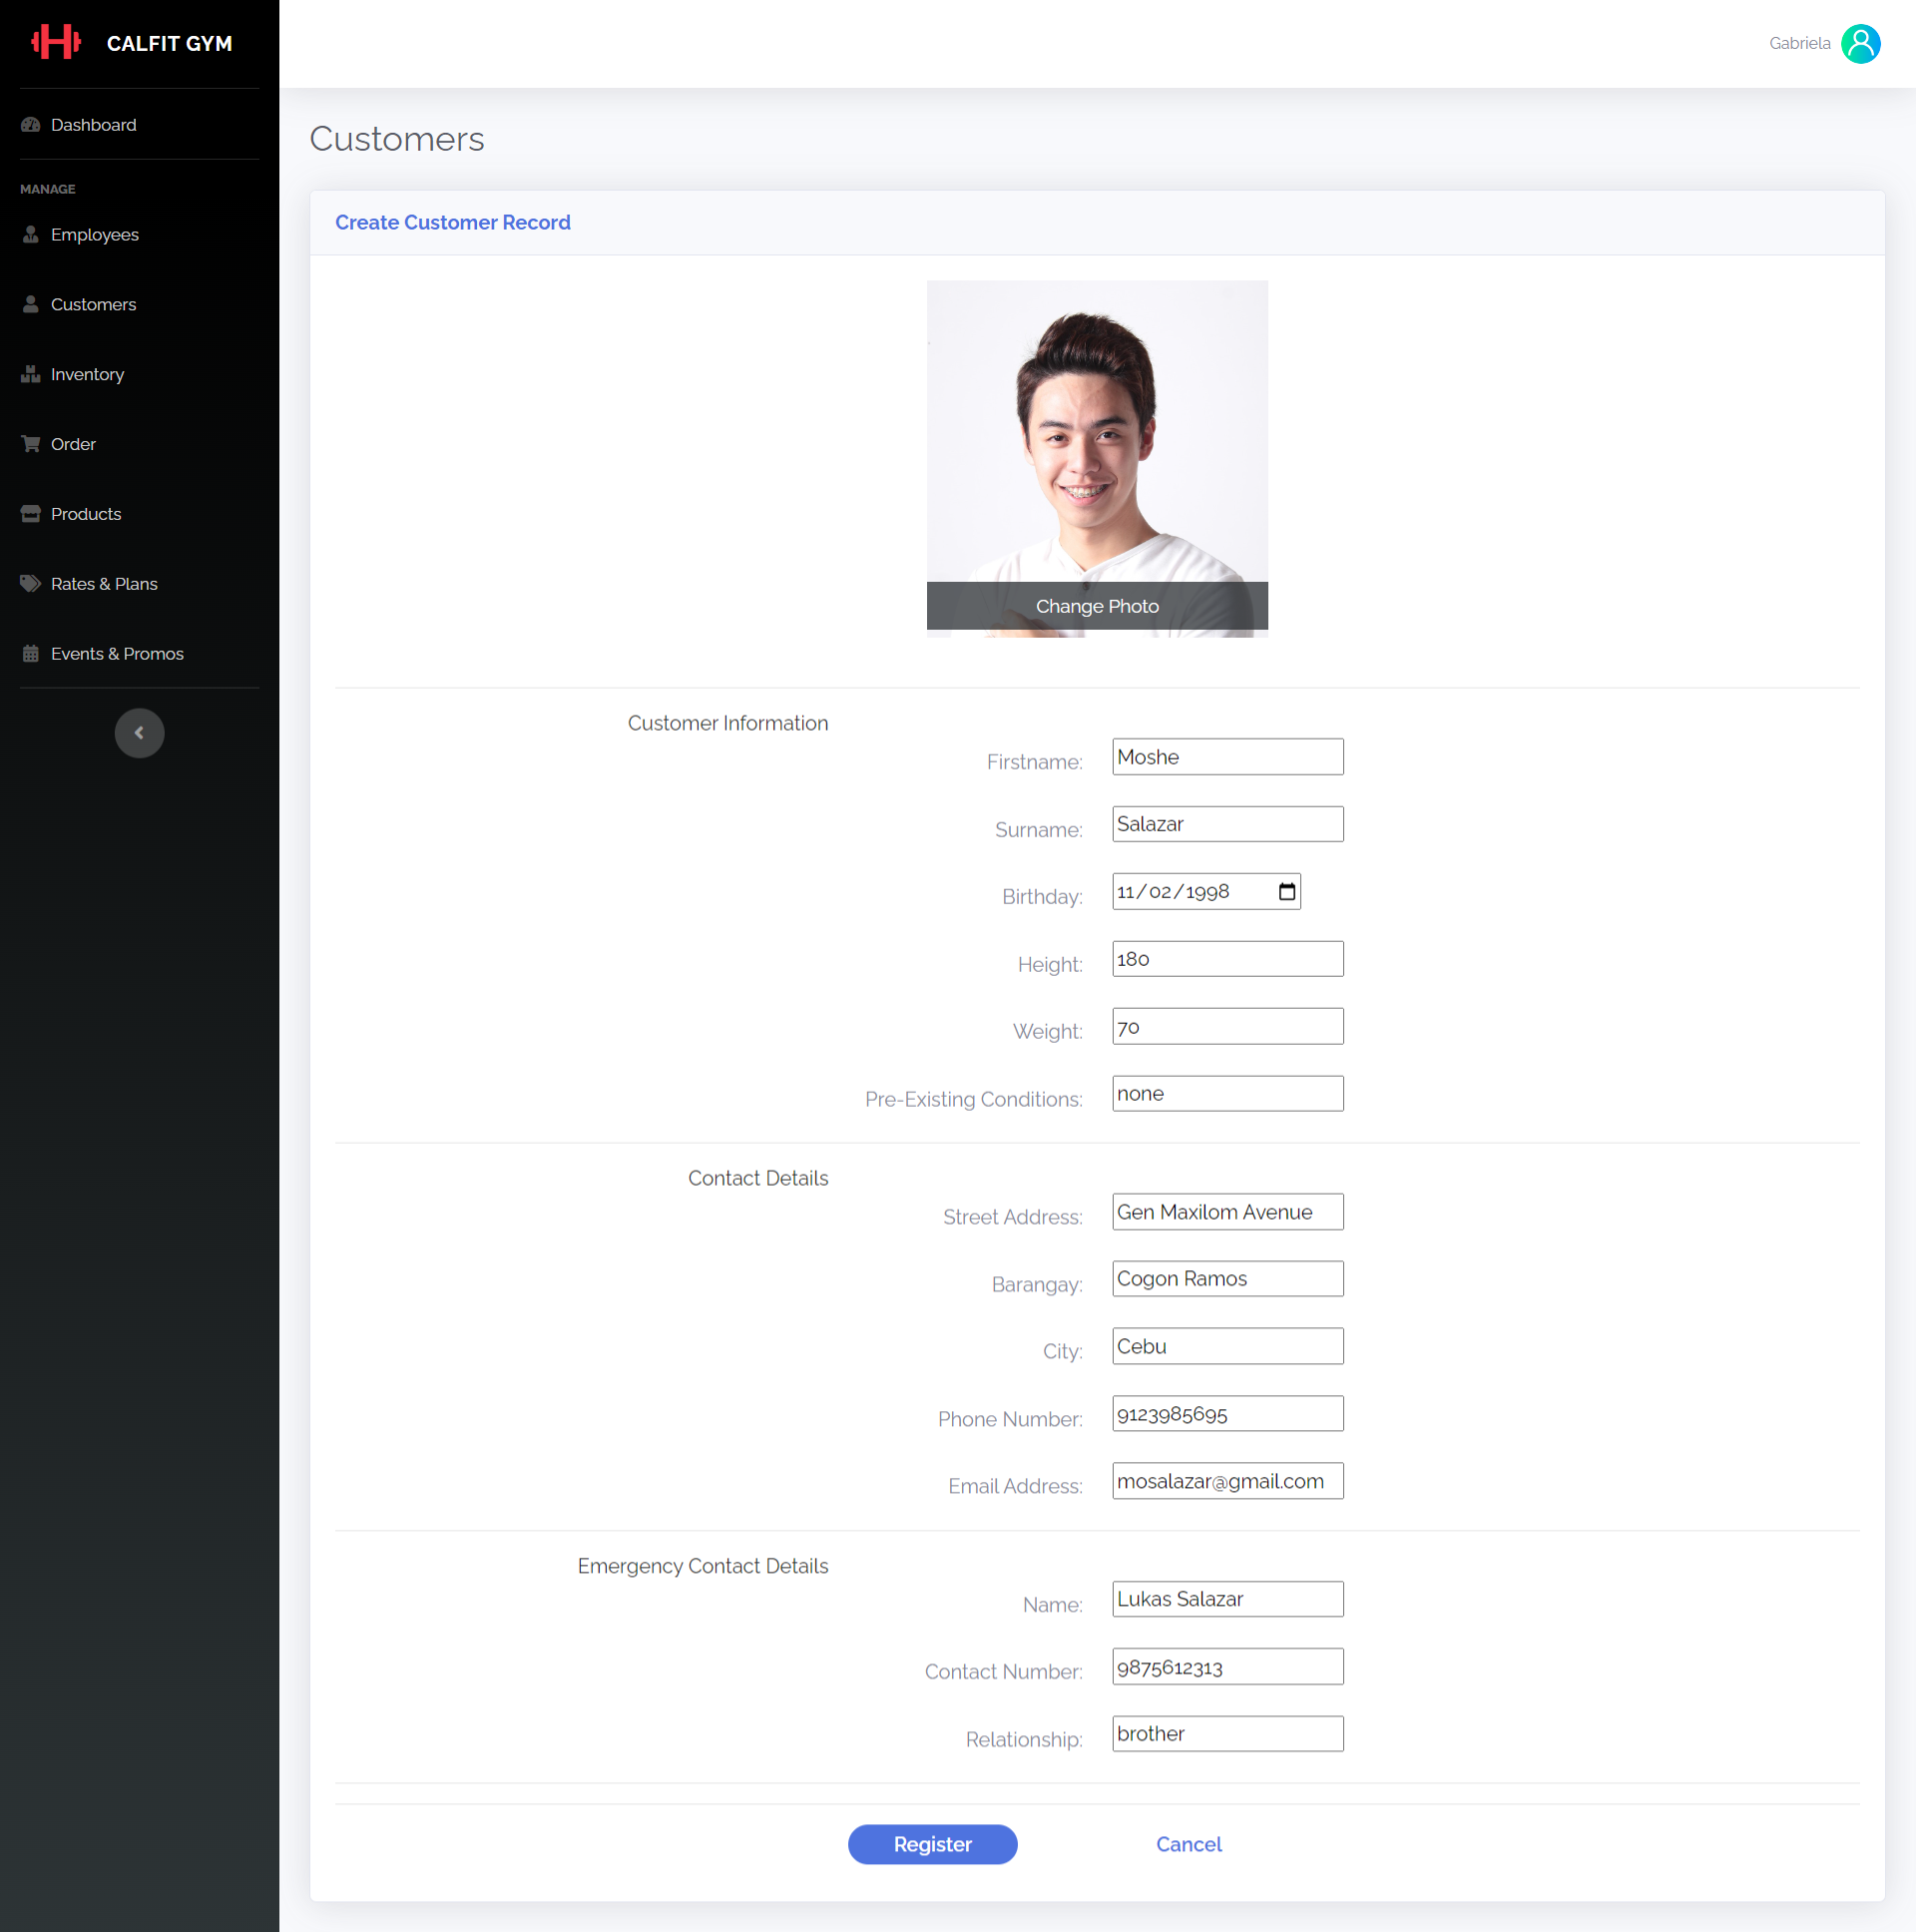 CALFIT GYM
Gabriela
Dashboard
MANAGE
Employees
Customers
Inventory
Order
Products
Rates & Plans
Events & Promos
Customers
Create Customer Record
Change Photo
Customer Information
Firstname: Moshe
Surname: Salazar
Birthday: 11/02/1998
Height: 180
Weight: 70
Pre-Existing Conditions: none
Contact Details
Street Address: Gen Maxilom Avenue
Barangay: Cogon Ramos
City: Cebu
Phone Number: 9123985695
Email Address: mosalazar@gmail.com
Emergency Contact Details
Name: Lukas Salazar
Contact Number: 9875612313
Relationship: brother
Register Cancel